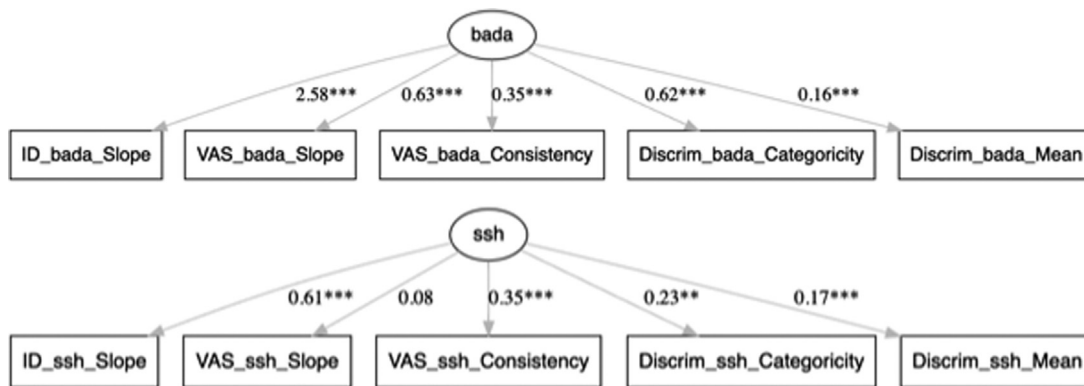 bada
2.58*** 0.63*** 0.35*** 0.62*** 0.16***
ID_bada_Slope VAS_bada_Slope VAS_bada_Consistency Discrim_bada_Categoricity Discrim_bada_Mean
ssh
0.61*** 0.08 0.35*** 0.23** 0.17***
ID_ssh_Slope VAS_ssh_Slope VAS_ssh_Consistency Discrim_ssh_Categoricity Discrim_ssh_Mean